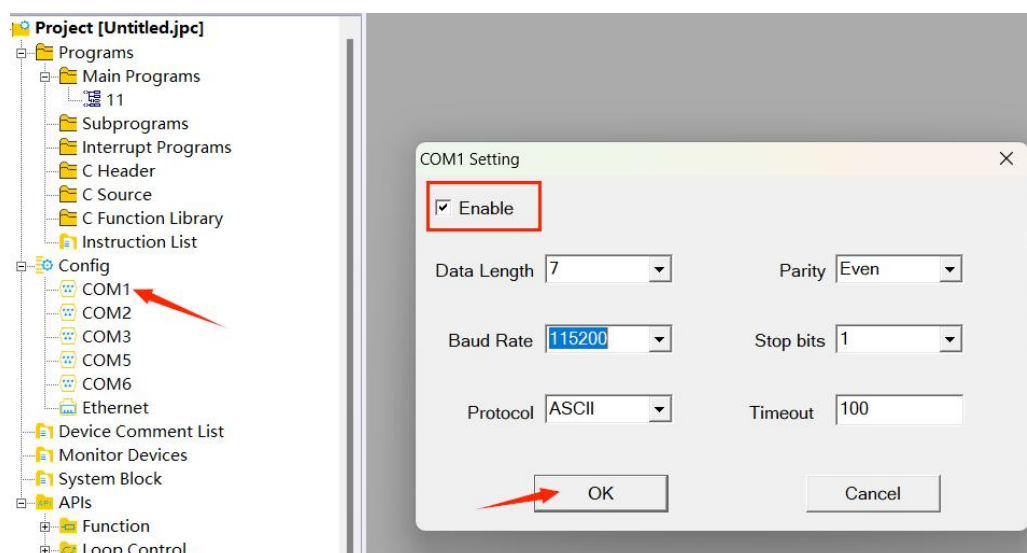 Project [Untitled.jpc]
Programs
Main Programs
11
Subprograms
Interrupt Programs
C Header
C Source
C Function Library
Instruction List
Config
COM1
COM2
COM3
COM5
COM6
Ethernet
Device Comment List
Monitor Devices
System Block
APIs
Function
Loop Control
COM1 Setting
Enable
Data Length 7 Parity Even
Baud Rate 115200 Stop bits 1
Protocol ASCII Timeout 100
OK Cancel